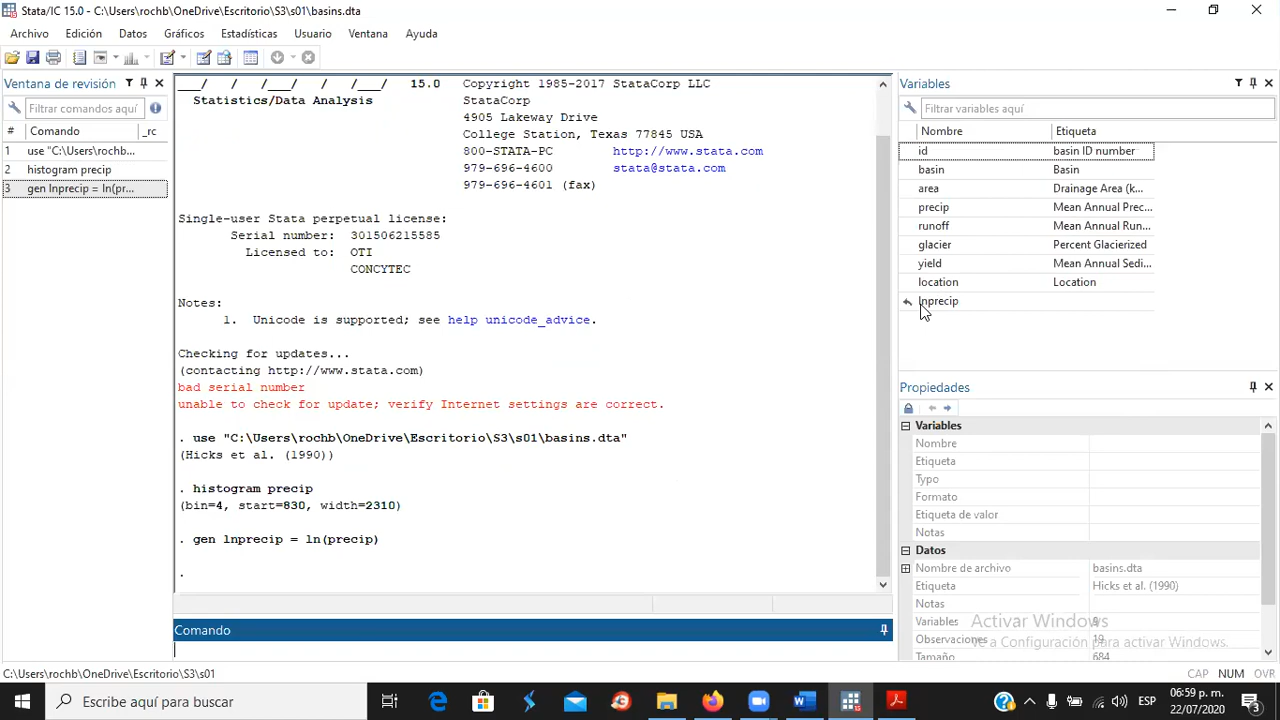 Stata/IC 15.0 - C:\Users\rochb\OneDrive\Escritorio\S3\s01\basins.dta
Archivo Edición Datos Gráficos Estadísticas Usuario Ventana Ayuda
Ventana de revisión
Filtrar comandos aquí
# Comando _rc
1 use "C:\Users\rochb...
2 histogram precip
3 gen lnprecip = ln(pr...
___/ / /___/ / /___/ 15.0 Copyright 1985-2017 StataCorp LLC
Statistics/Data Analysis StataCorp
4905 Lakeway Drive
College Station, Texas 77845 USA
800-STATA-PC http://www.stata.com
979-696-4600 stata@stata.com
979-696-4601 (fax)
Single-user Stata perpetual license:
Serial number: 301506215585
Licensed to: OTI
CONCYTEC
Notes:
1. Unicode is supported; see help unicode_advice.
Checking for updates...
(contacting http://www.stata.com)
bad serial number
unable to check for update; verify Internet settings are correct.
. use "C:\Users\rochb\OneDrive\Escritorio\S3\s01\basins.dta"
(Hicks et al. (1990))
. histogram precip
(bin=4, start=830, width=2310)
. gen lnprecip = ln(precip)
.
Comando
Variables
Filtrar variables aquí
Nombre Etiqueta
id basin ID number
basin Basin
area Drainage Area (k...
precip Mean Annual Prec...
runoff Mean Annual Run...
glacier Percent Glacierized
yield Mean Annual Sedi...
location Location
lnprecip
Propiedades
Variables
Nombre
Etiqueta
Typo
Formato
Etiqueta de valor
Notas
Datos
Nombre de archivo basins.dta
Etiqueta Hicks et al. (1990)
Notas
Variables 9
Observaciones 19
Tamaño 684
Activar Windows
Ve a Configuración para activar Windows.
C:\Users\rochb\OneDrive\Escritorio\S3\s01
CAP NUM OVR
Escribe aquí para buscar
ESP
06:59 p. m.
22/07/2020
3